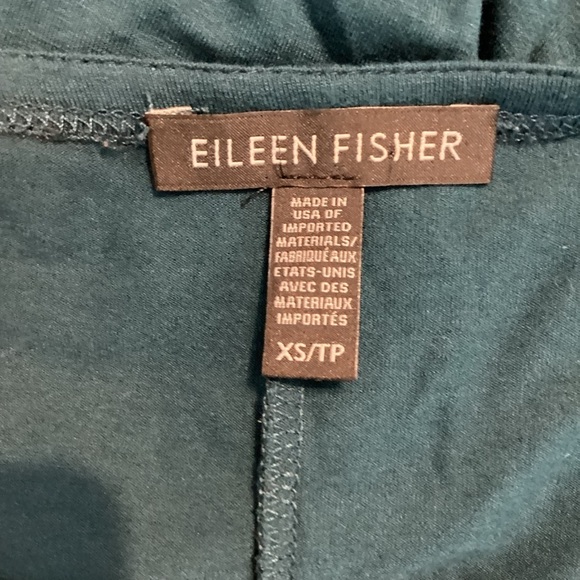 EILEEN FISHER
MADE IN
USA OF
IMPORTED
MATERIALS/
FABRIQUÉ AUX
ETATS-UNIS
AVEC DES
MATERIAUX
IMPORTÉS
XS/TP